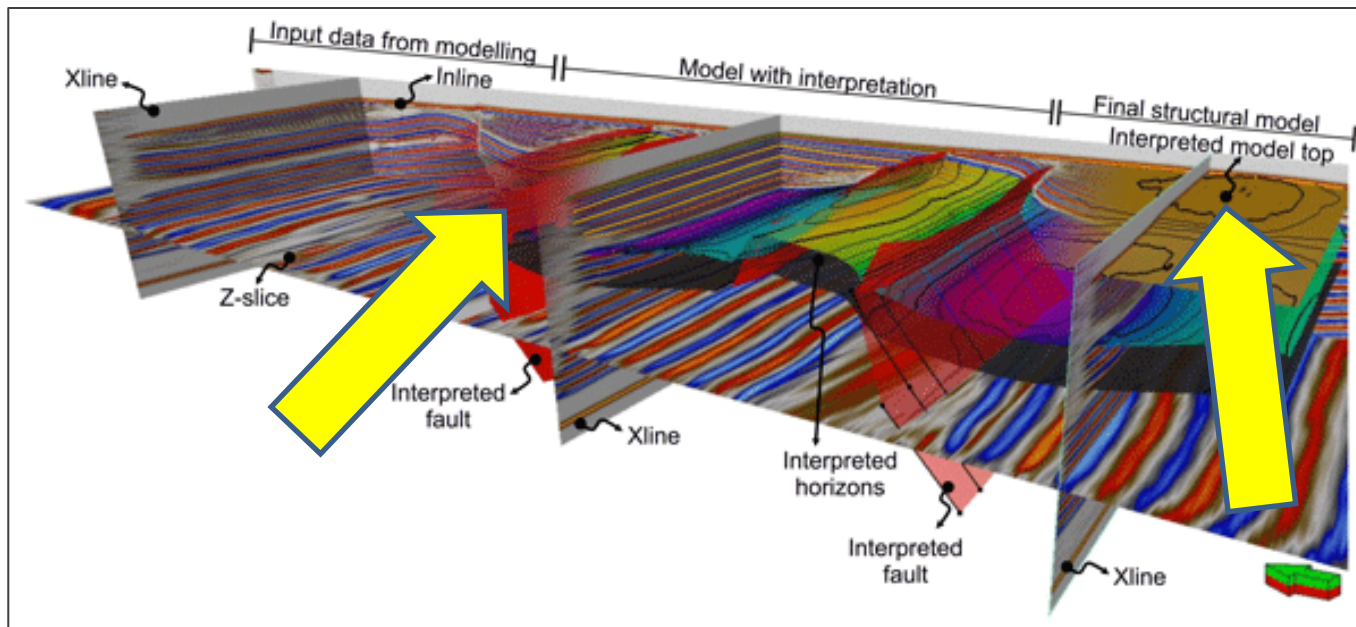 Input data from modelling
Xline
Inline
Model with interpretation
Final structural model
Interpreted model top
Z-slice
Interpreted
fault
Xline
Interpreted
horizons
Interpreted
fault
Xline